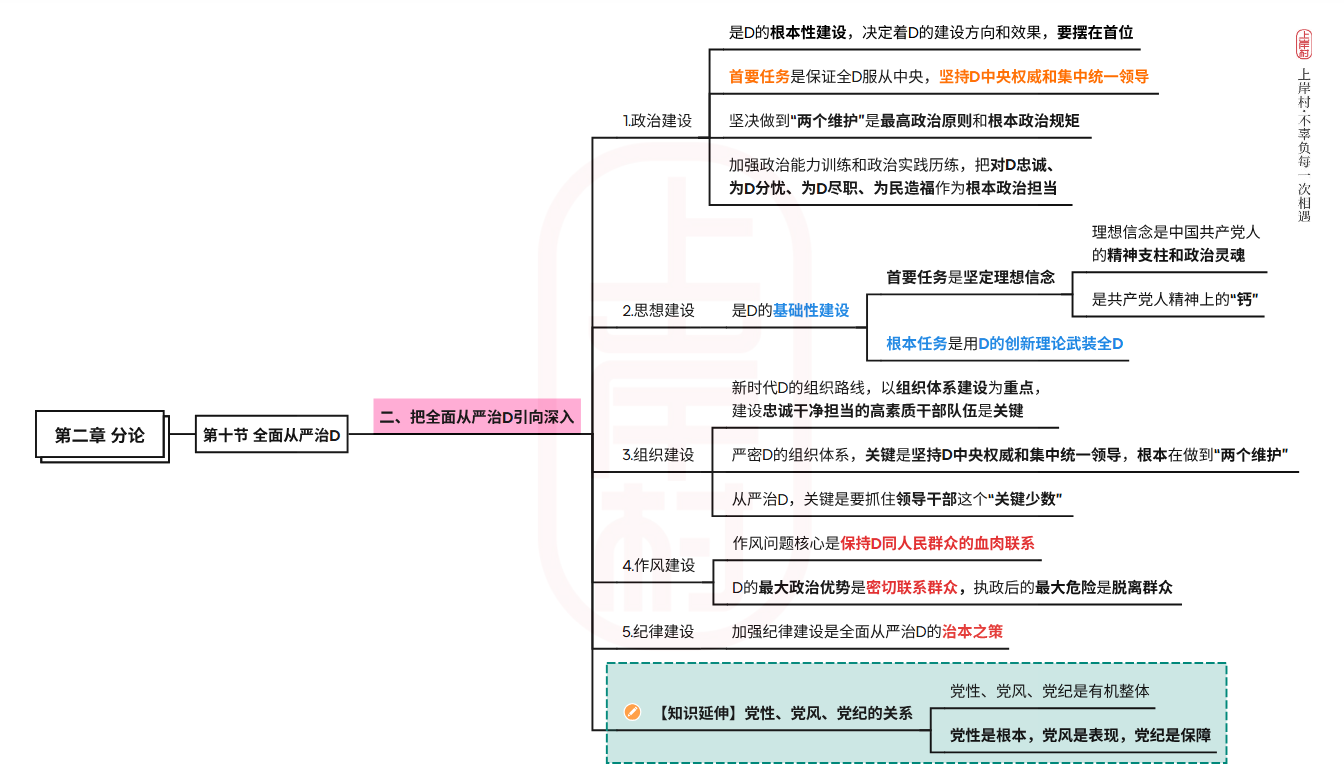 第二章 分论
第十节 全面从严治D
二、把全面从严治D引向深入
1.政治建设
是D的根本性建设，决定着D的建设方向和效果，要摆在首位
首要任务是保证全D服从中央，坚持D中央权威和集中统一领导
坚决做到“两个维护”是最高政治原则和根本政治规矩
加强政治能力训练和政治实践历练，把对D忠诚、
为D分忧、为D尽职、为民造福作为根本政治担当
2.思想建设
是D的基础性建设
首要任务是坚定理想信念
理想信念是中国共产党人
的精神支柱和政治灵魂
是共产党人精神上的“钙”
根本任务是用D的创新理论武装全D
3.组织建设
新时代D的组织路线，以组织体系建设为重点，
建设忠诚干净担当的高素质干部队伍是关键
严密D的组织体系，关键是坚持D中央权威和集中统一领导，根本在做到“两个维护”
从严治D，关键是要抓住领导干部这个“关键少数”
4.作风建设
作风问题核心是保持D同人民群众的血肉联系
D的最大政治优势是密切联系群众，执政后的最大危险是脱离群众
5.纪律建设
加强纪律建设是全面从严治D的治本之策
【知识延伸】党性、党风、党纪的关系
党性、党风、党纪是有机整体
党性是根本，党风是表现，党纪是保障
上岸村
上岸村·不辜负每一次相遇
上岸村